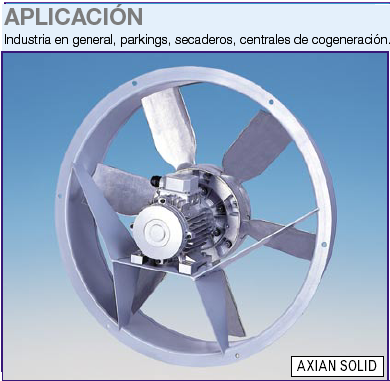 APLICACIÓN
Industria en general, parkings, secaderos, centrales de cogeneración.
AXIAN SOLID